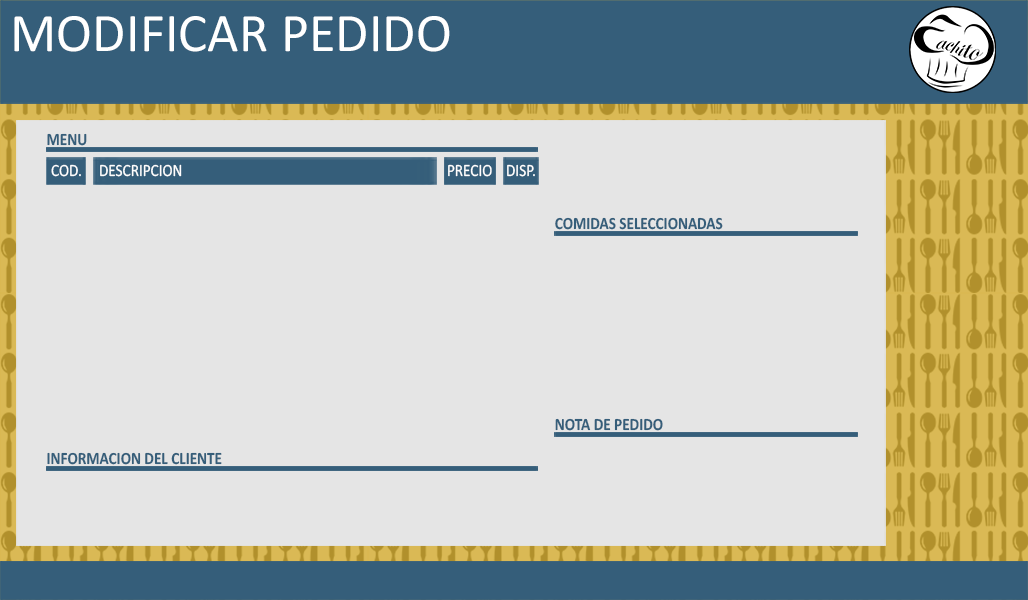 MODIFICAR PEDIDO
Cachito
MENU
COD. DESCRIPCION PRECIO DISP.
COMIDAS SELECCIONADAS
NOTA DE PEDIDO
INFORMACION DEL CLIENTE